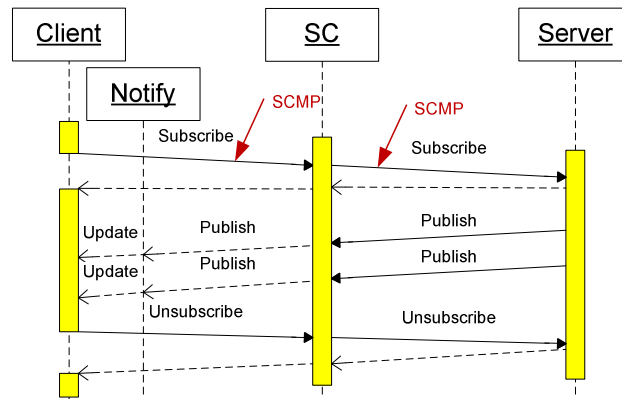 Client
SC
Server
Notify
SCMP
SCMP
Subscribe
Subscribe
Publish
Publish
Update
Publish
Publish
Update
Unsubscribe
Unsubscribe